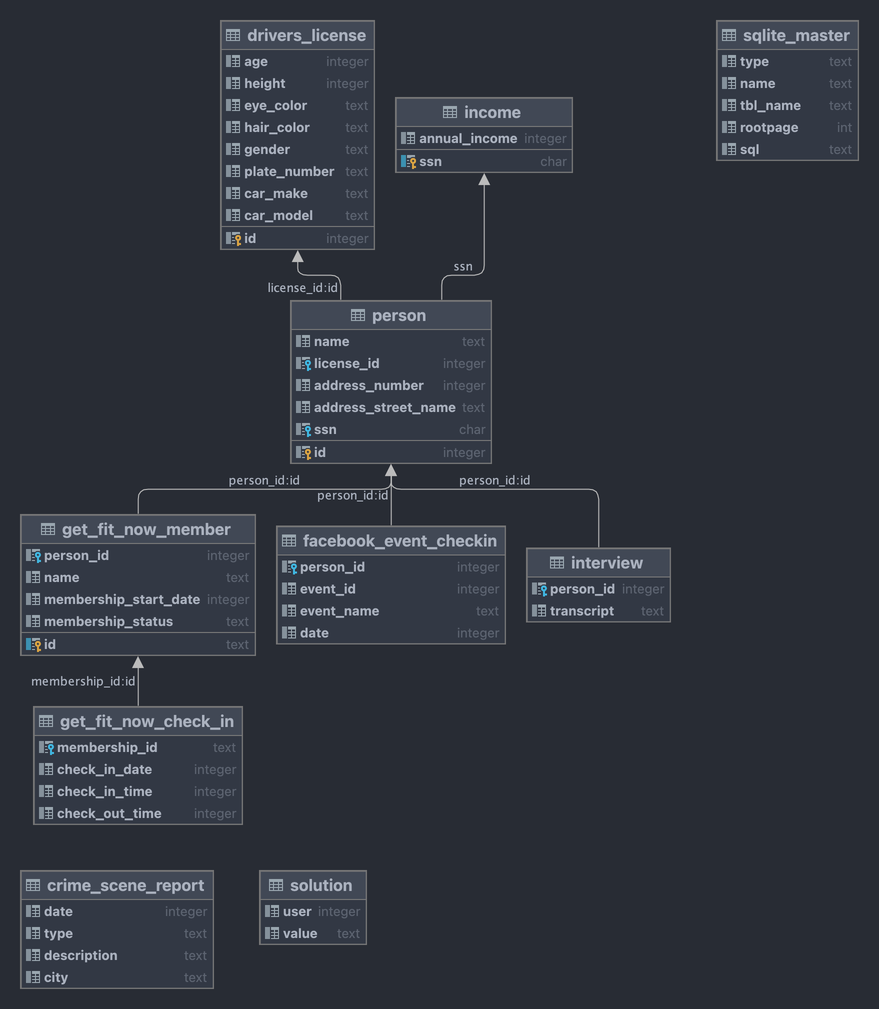 drivers_license
age integer
height integer
eye_color text
hair_color text
gender text
plate_number text
car_make text
car_model text
id integer
income
annual_income integer
ssn char
sqlite_master
type text
name text
tbl_name text
rootpage int
sql text
license_id:id
ssn
person
name text
license_id integer
address_number integer
address_street_name text
ssn char
id integer
person_id:id
person_id:id
person_id:id
get_fit_now_member
person_id integer
name text
membership_start_date integer
membership_status text
id text
facebook_event_checkin
person_id integer
event_id integer
event_name text
date integer
interview
person_id integer
transcript text
membership_id:id
get_fit_now_check_in
membership_id text
check_in_date integer
check_in_time integer
check_out_time integer
crime_scene_report
date integer
type text
description text
city text
solution
user integer
value text